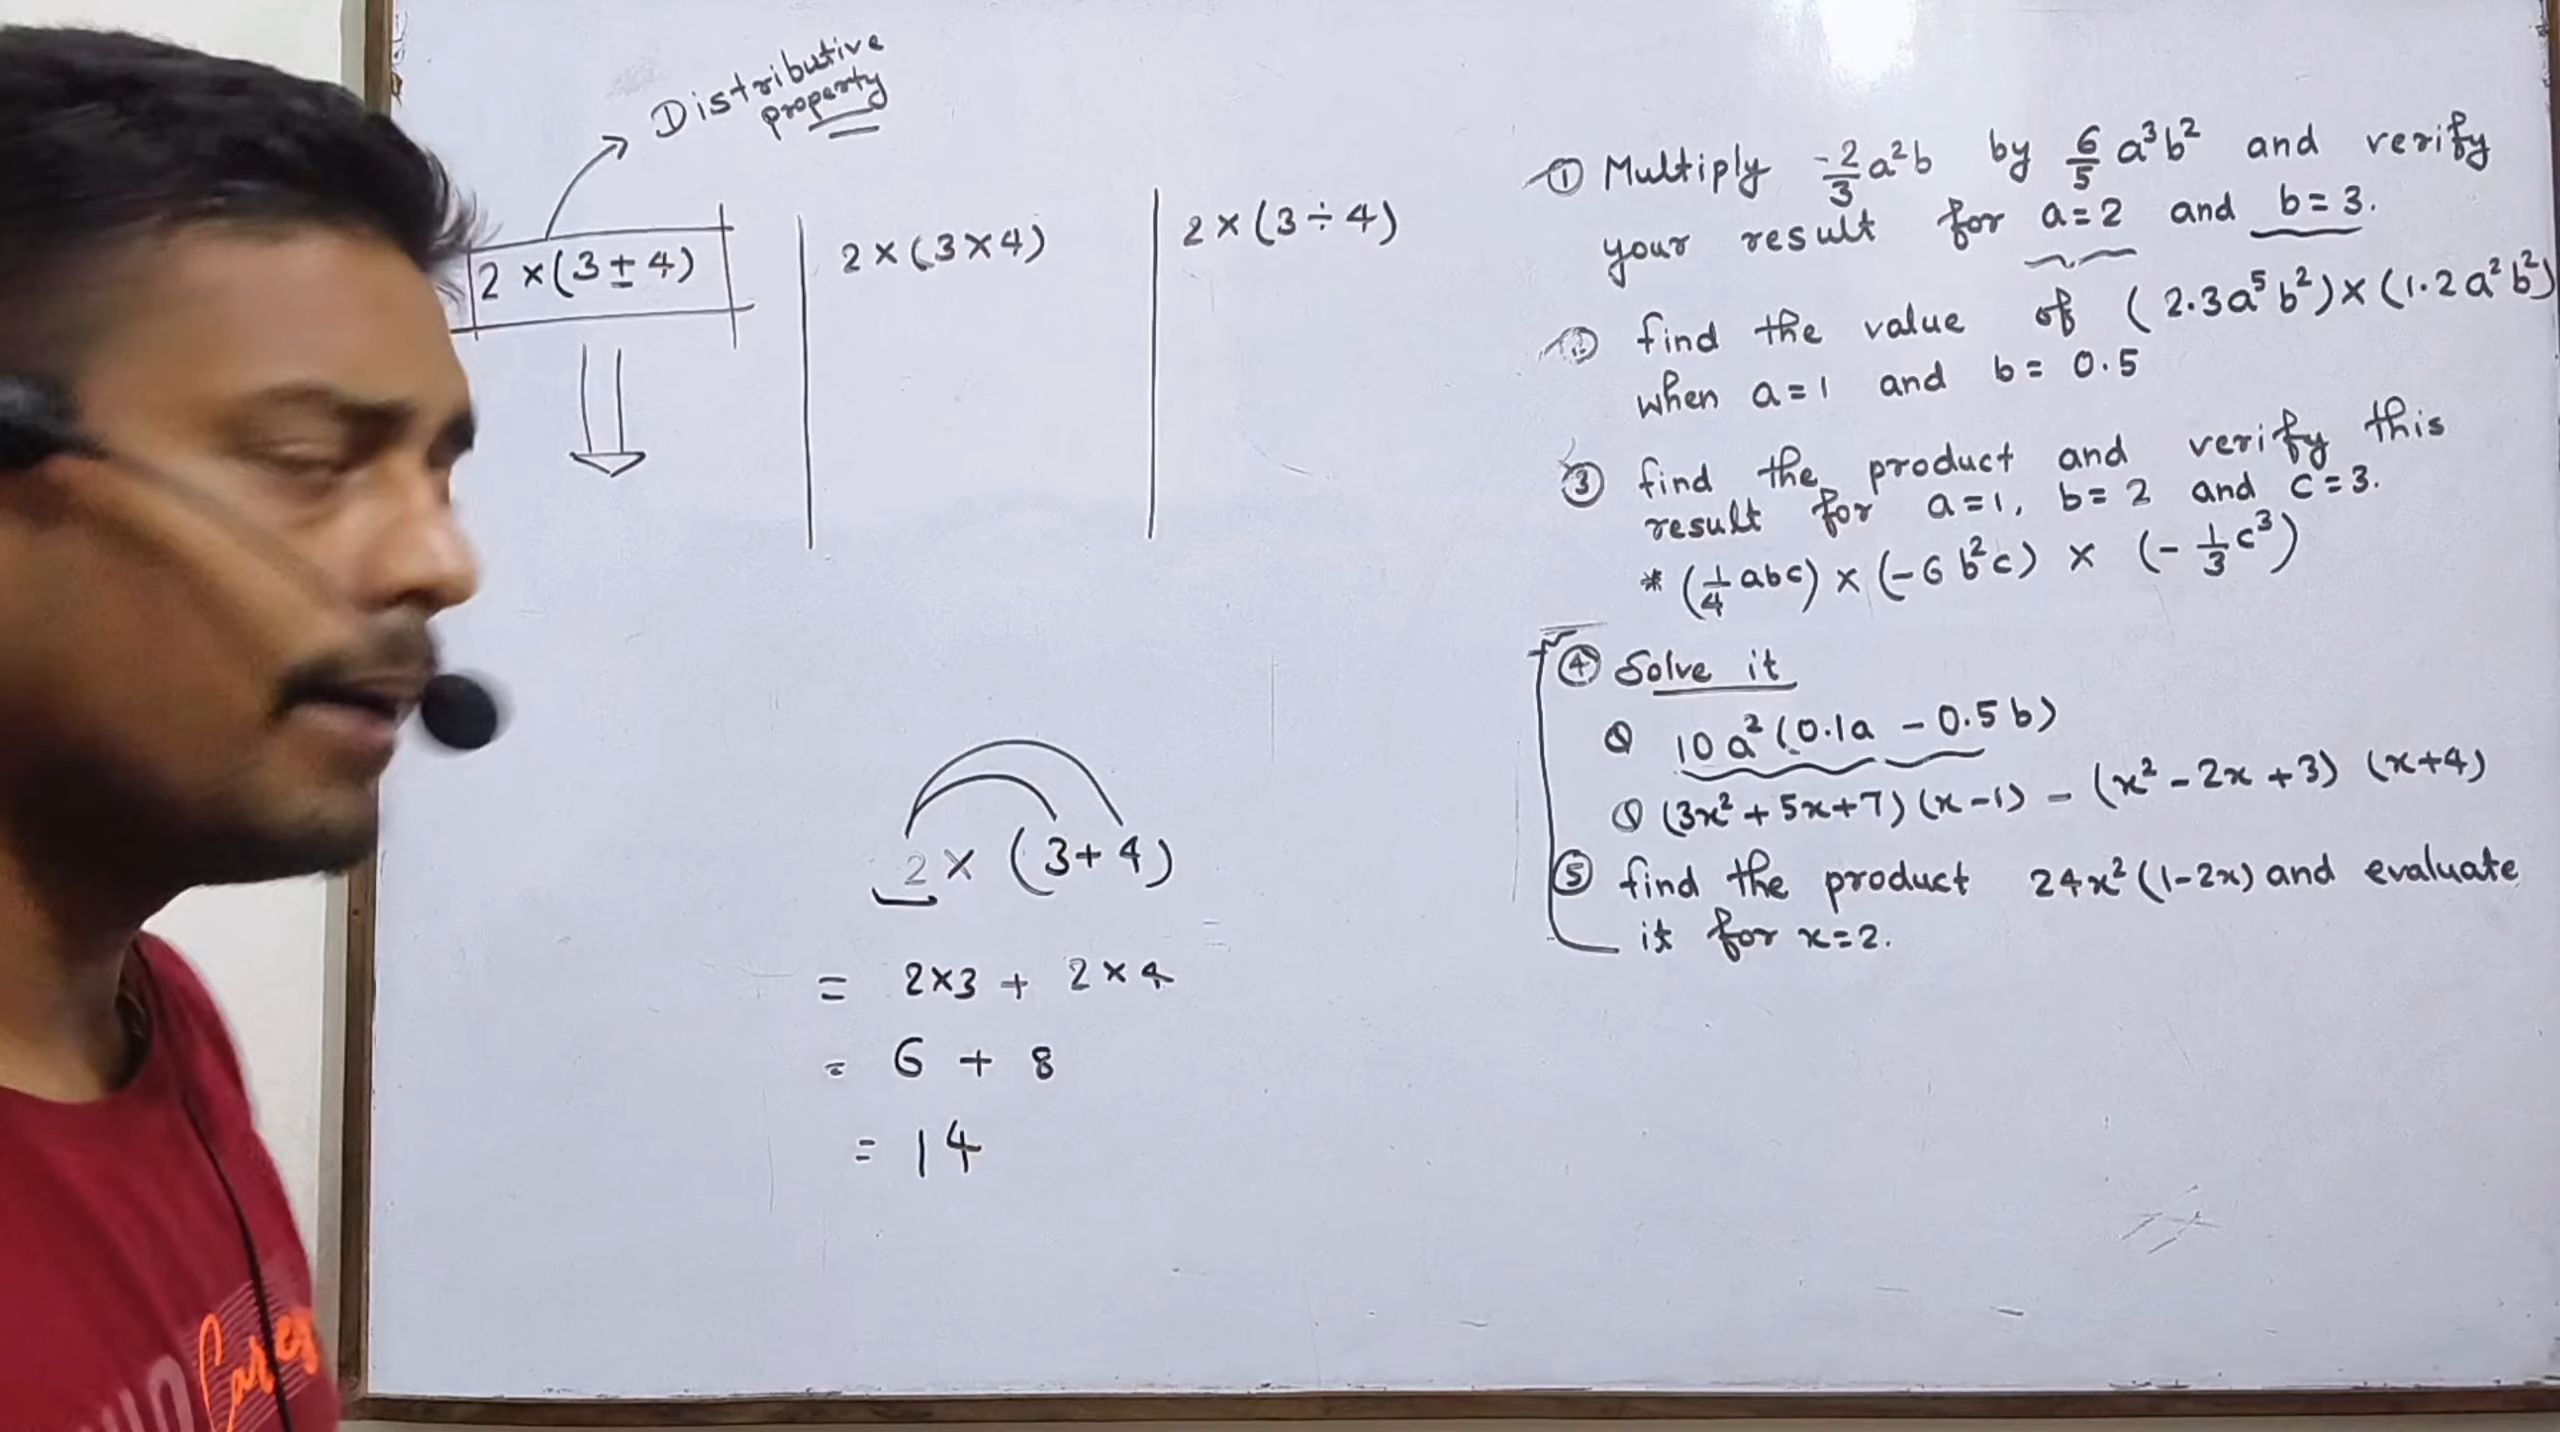 Distributive
property
2 × (3 ± 4)
2 × (3 × 4)
2 × (3 ÷ 4)
2 × (3 + 4)
= 2×3 + 2×4
= 6 + 8
= 14
① Multiply -2/3 a²b by 6/5 a³b² and verify
your result for a=2 and b=3.
② find the value of (2.3a⁵b²)×(1.2a²b²)
when a=1 and b=0.5
③ find the product and verify this
result for a=1, b=2 and c=3.
* (1/4 abc) × (-6b²c) × (-1/3 c³)
④ Solve it
10a²(0.1a - 0.5b)
(3x²+5x+7)(x-1) - (x²-2x+3) (x+4)
⑤ find the product 24x²(1-2x) and evaluate
it for x=2.